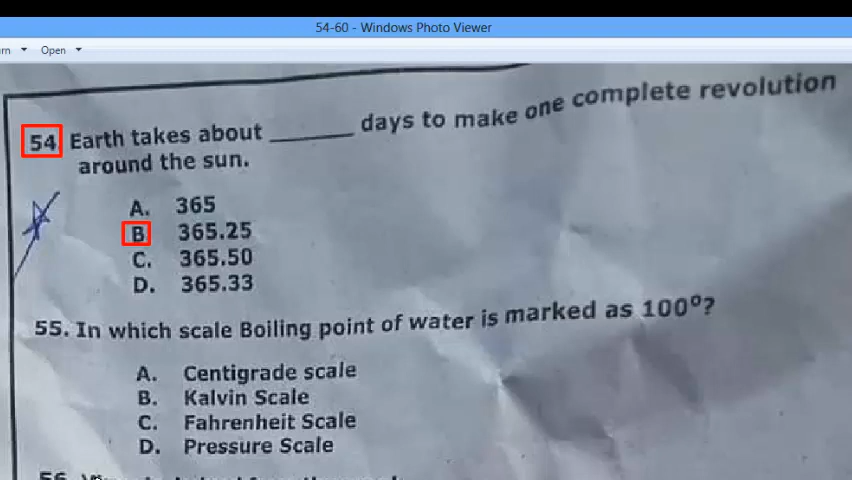 54-60 - Windows Photo Viewer
Open
54. Earth takes about ______ days to make one complete revolution
around the sun.
A. 365
B 365.25
C. 365.50
D. 365.33
55. In which scale Boiling point of water is marked as 100º?
A. Centigrade scale
B. Kalvin Scale
C. Fahrenheit Scale
D. Pressure Scale